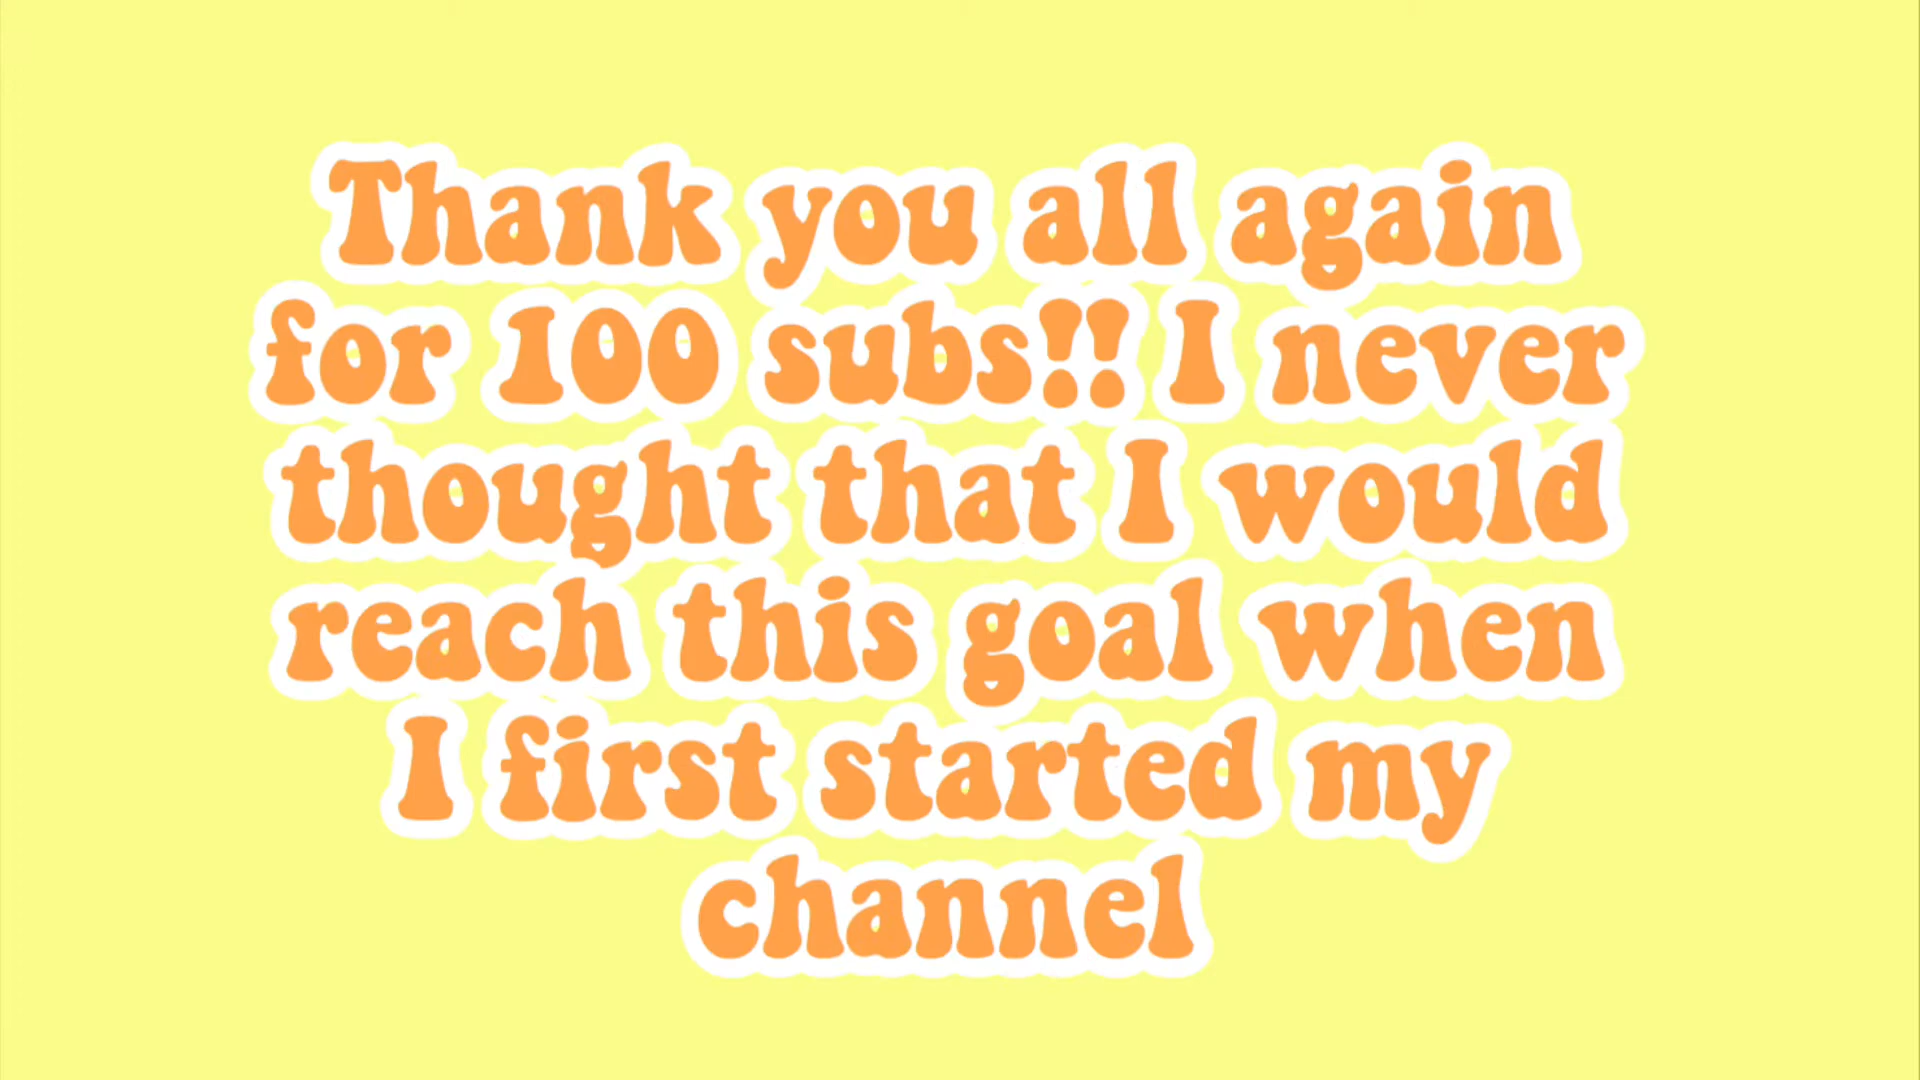 Thank you all again
for 100 subs!! I never
thought that I would
reach this goal when
I first started my
channel